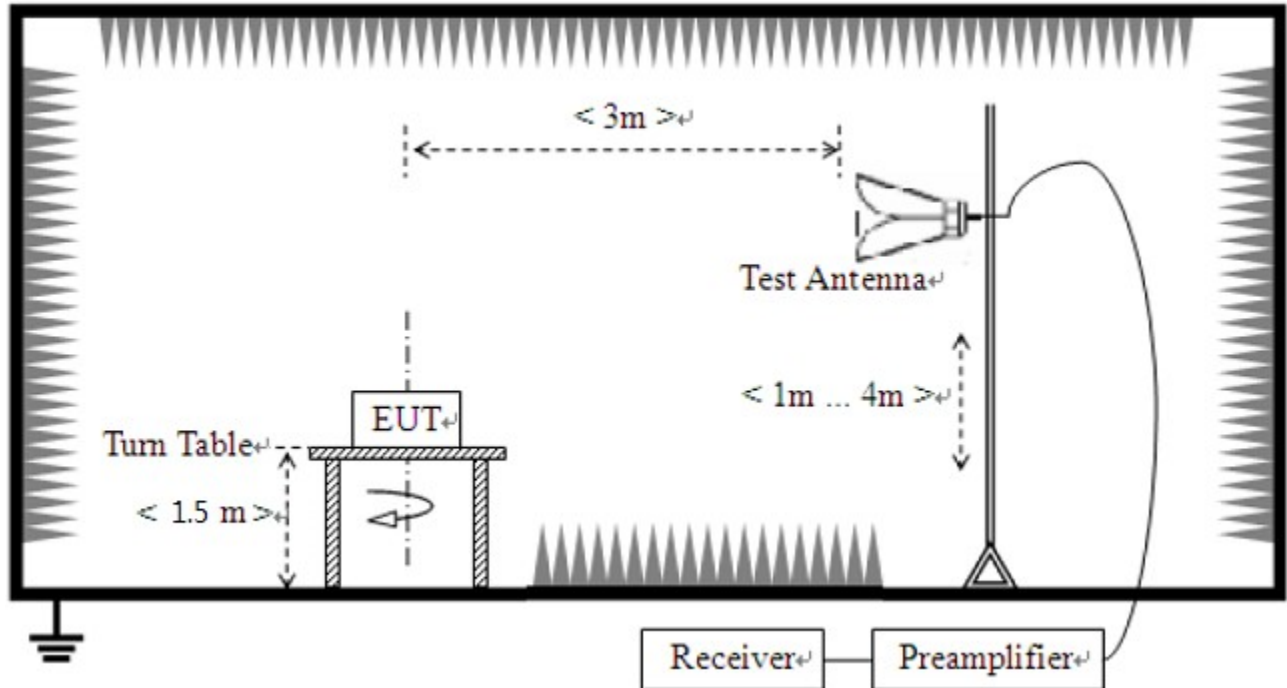 < 3m >↵
Test Antenna↵
< 1m ... 4m >↵
EUT↵
Turn Table↵
< 1.5 m >↵
Receiver↵
Preamplifier↵